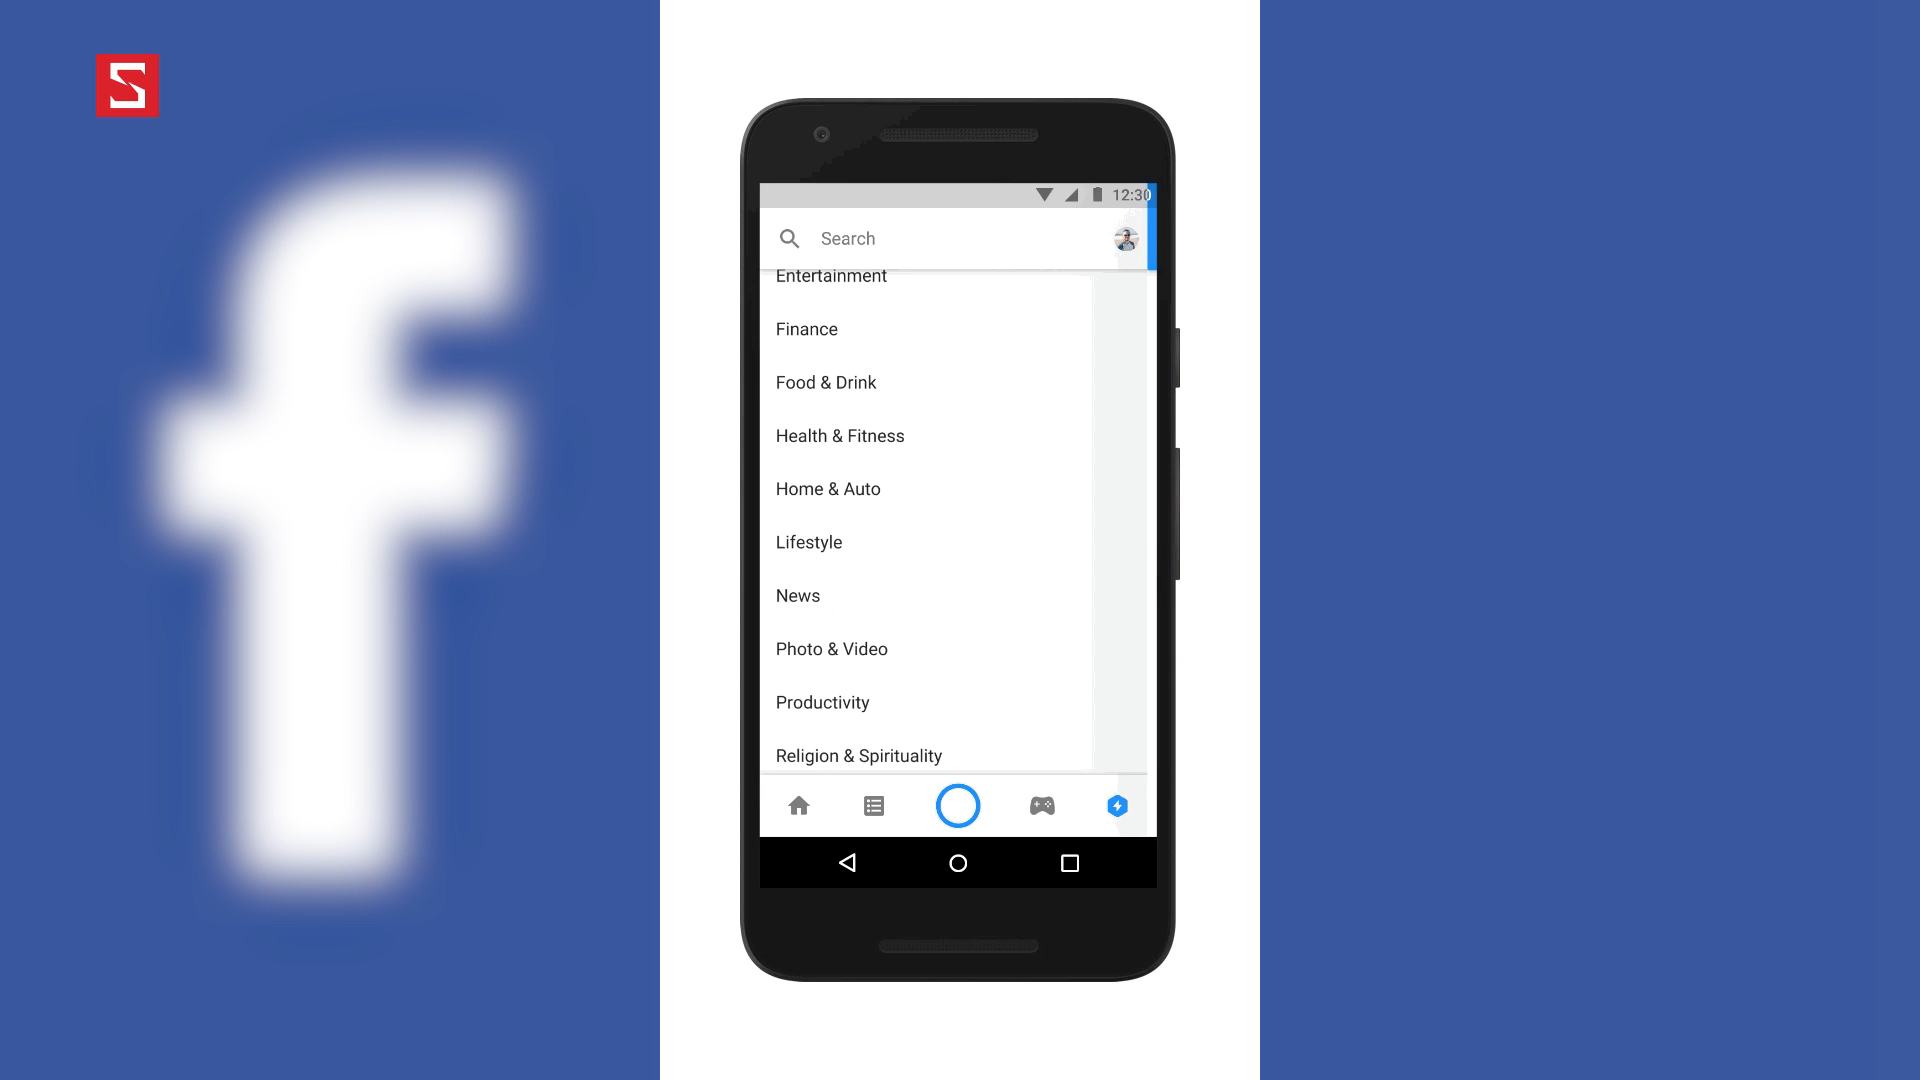 S
12:30
Search
Entertainment
Finance
Food & Drink
Health & Fitness
Home & Auto
Lifestyle
News
Photo & Video
Productivity
Religion & Spirituality
f